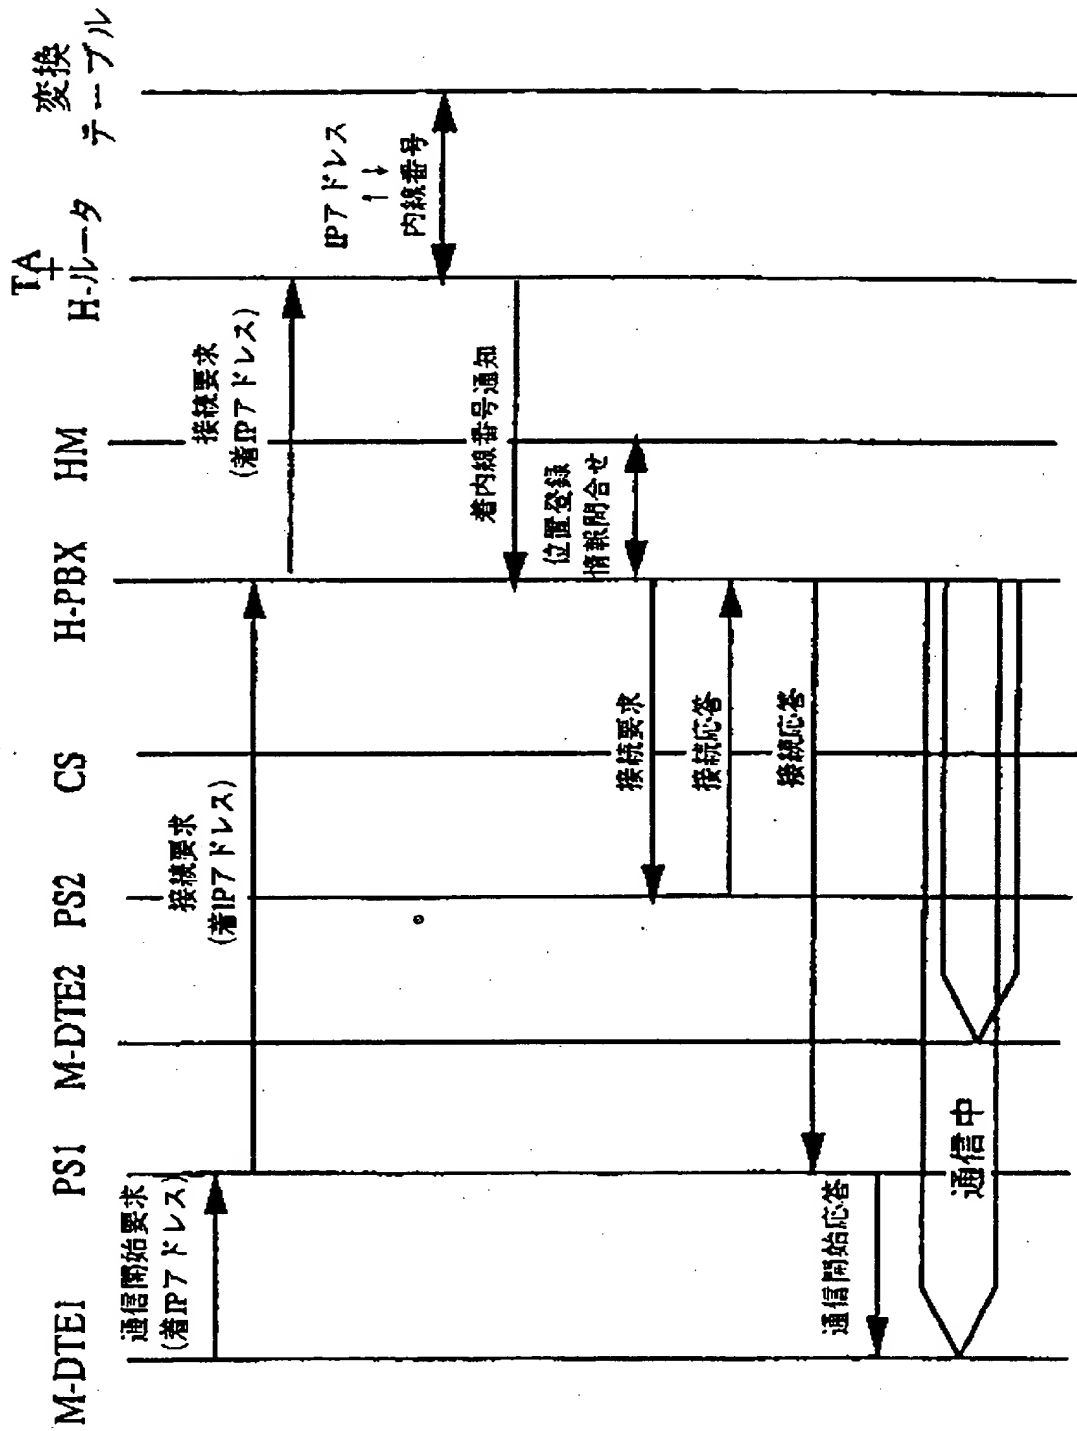 M-DTE1
PS1
M-DTE2
PS2
CS
H-PBX
HM
TA
+
H-ルータ
変換
テーブル
通信開始要求
(着IPアドレス)
接続要求
(着IPアドレス)
接続要求
(着IPアドレス)
IPアドレス
↑↓
内線番号
着内線番号通知
位置登録
情報問合せ
接続要求
接続応答
接続応答
通信開始応答
通信中